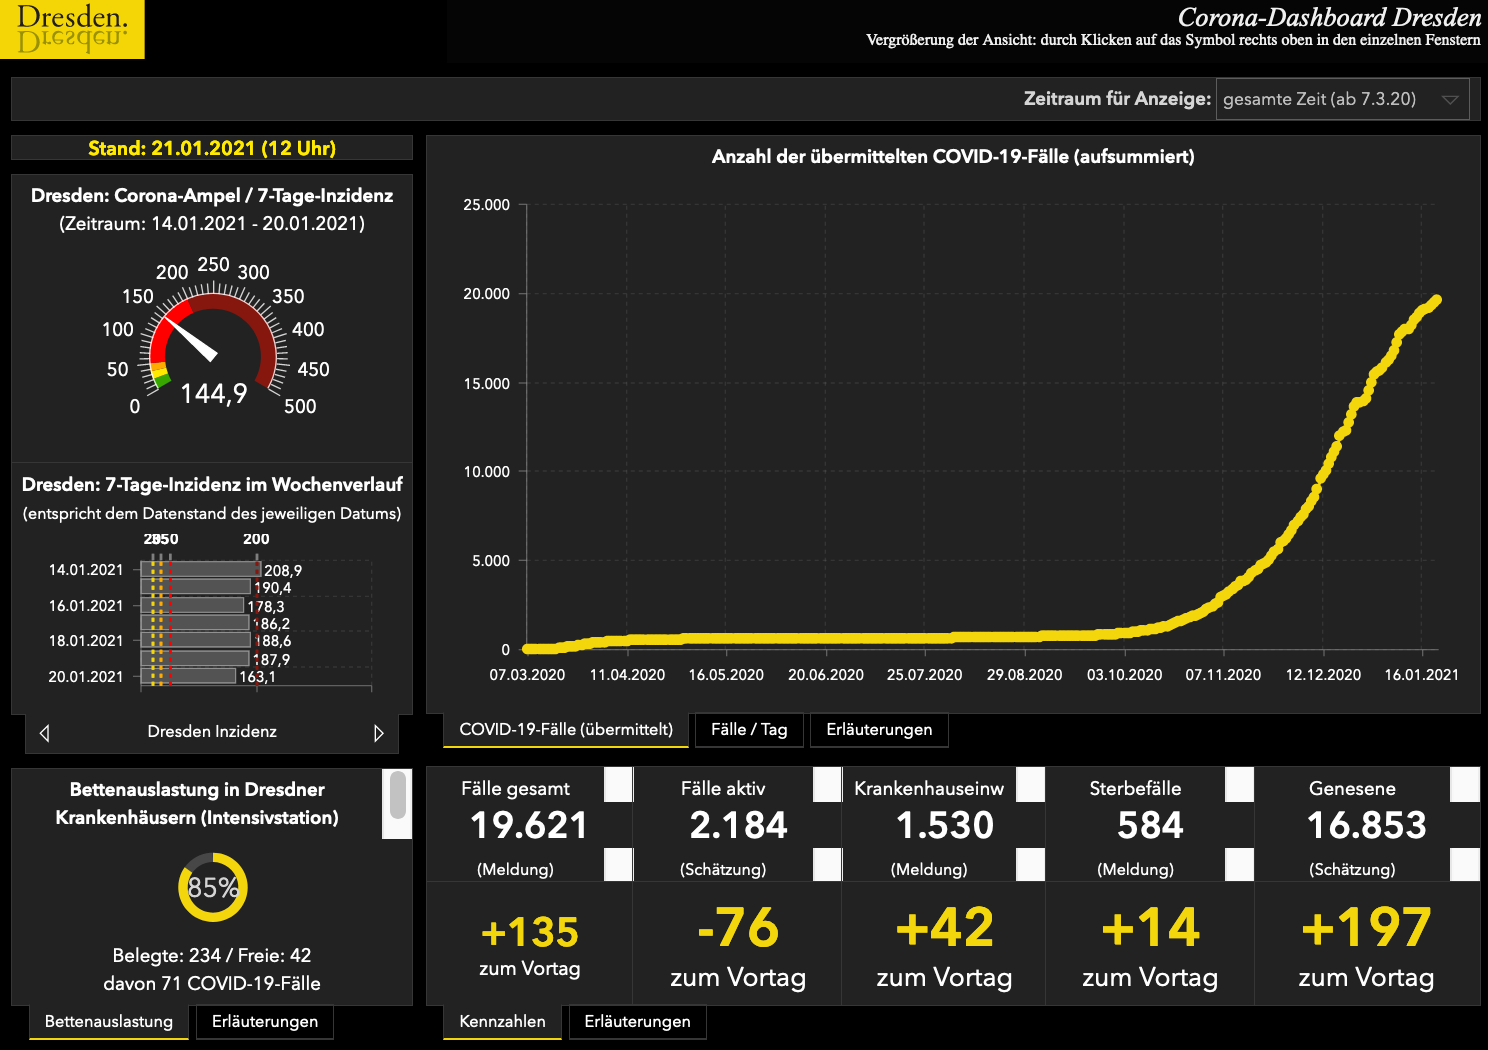 Dresden.
Dresden.
Corona-Dashboard Dresden
Vergrößerung der Ansicht: durch Klicken auf das Symbol rechts oben in den einzelnen Fenstern
Zeitraum für Anzeige: gesamte Zeit (ab 7.3.20)
Stand: 21.01.2021 (12 Uhr)
Dresden: Corona-Ampel / 7-Tage-Inzidenz
(Zeitraum: 14.01.2021 - 20.01.2021)
0
50
100
150
200
250
300
350
400
450
500
144,9
Dresden: 7-Tage-Inzidenz im Wochenverlauf
(entspricht dem Datenstand des jeweiligen Datums)
50 200
14.01.2021 208,9
190,4
16.01.2021 178,3
186,2
18.01.2021 188,6
187,9
20.01.2021 163,1
Dresden Inzidenz
Anzahl der übermittelten COVID-19-Fälle (aufsummiert)
25.000
20.000
15.000
10.000
5.000
0
07.03.2020 11.04.2020 16.05.2020 20.06.2020 25.07.2020 29.08.2020 03.10.2020 07.11.2020 12.12.2020 16.01.2021
COVID-19-Fälle (übermittelt) Fälle / Tag Erläuterungen
Bettenauslastung in Dresdner
Krankenhäusern (Intensivstation)
85%
Belegte: 234 / Freie: 42
davon 71 COVID-19-Fälle
Bettenauslastung Erläuterungen
Fälle gesamt
19.621
(Meldung)
+135
zum Vortag
Fälle aktiv
2.184
(Schätzung)
-76
zum Vortag
Krankenhauseinw
1.530
(Meldung)
+42
zum Vortag
Sterbefälle
584
(Meldung)
+14
zum Vortag
Genesene
16.853
(Schätzung)
+197
zum Vortag
Kennzahlen Erläuterungen